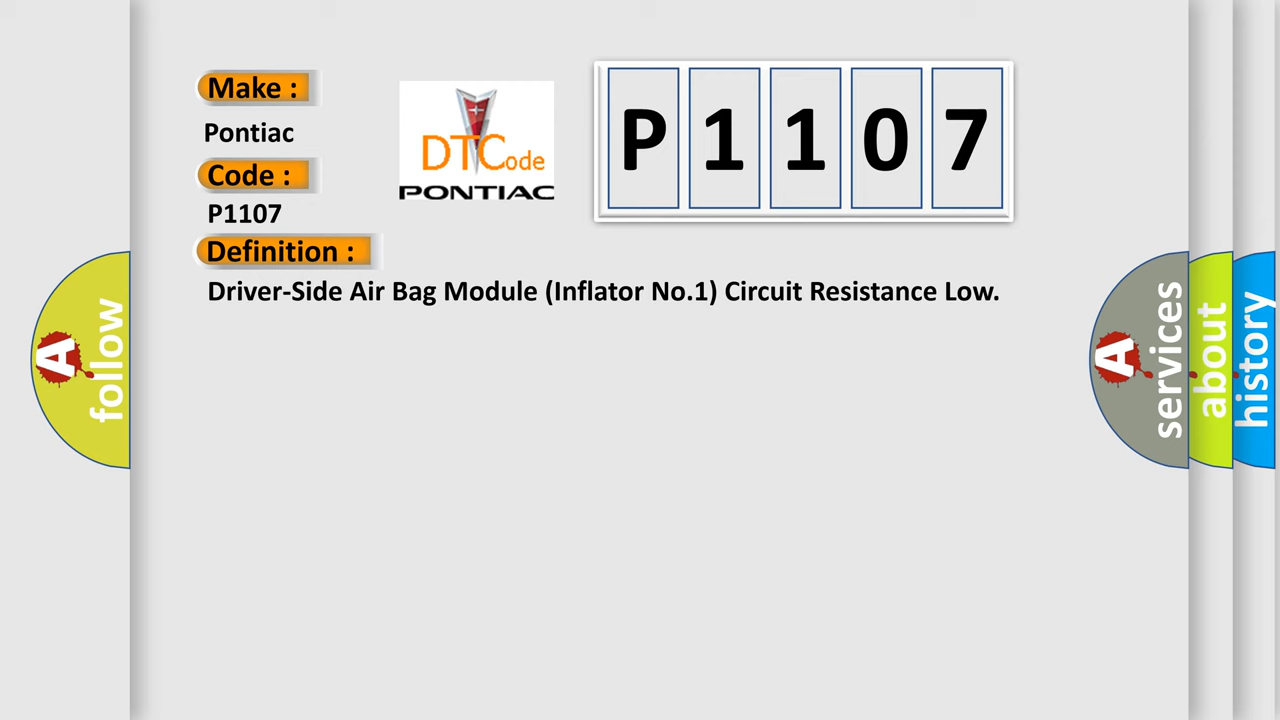 Make :
Pontiac
Code :
P1107
Definition :
Driver-Side Air Bag Module (Inflator No.1) Circuit Resistance Low.
DTCode
PONTIAC
P 1 1 0 7
A follow
A services
about
history